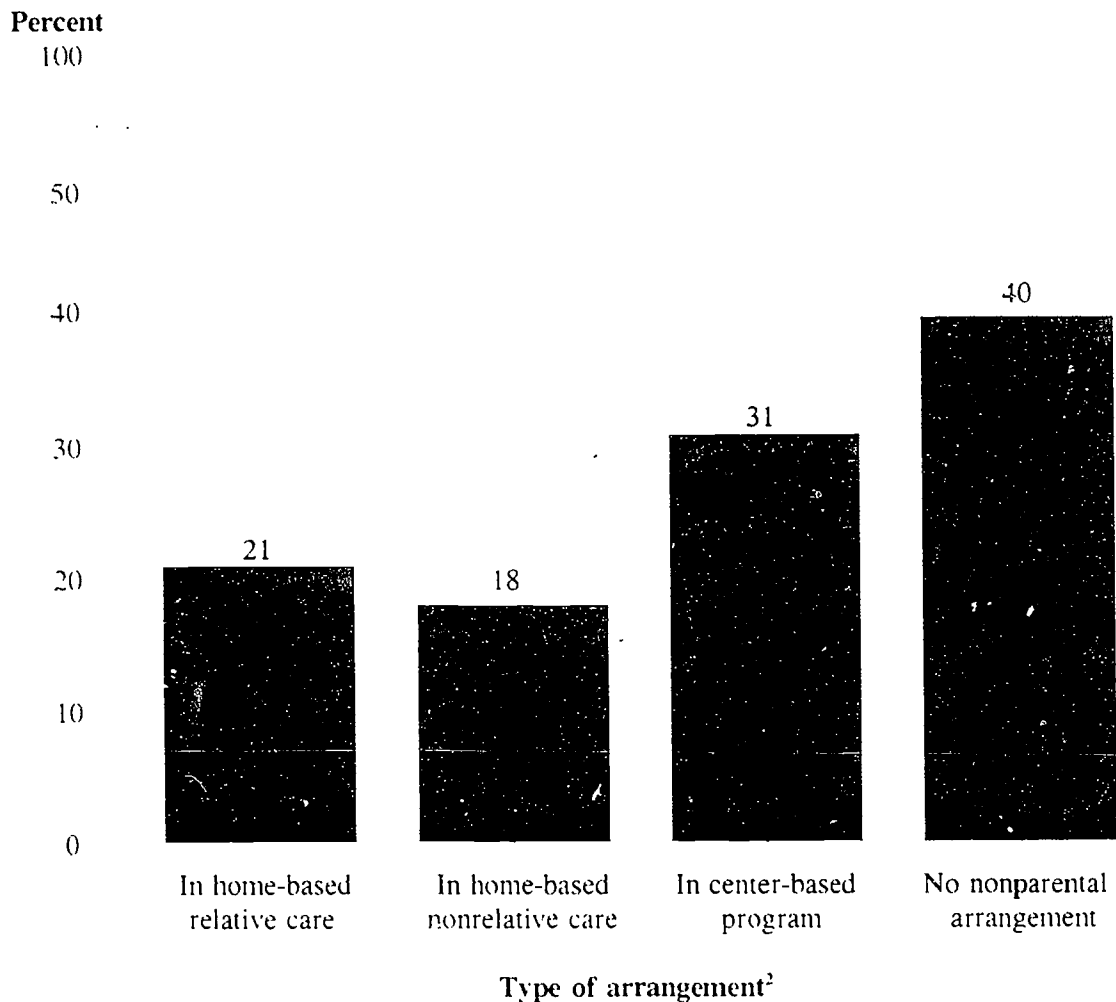 Percent
100
50
40
30
20
10
0
21
18
31
40
In home-based
relative care
In home-based
nonrelative care
In center-based
program
No nonparental
arrangement
Type of arrangement²